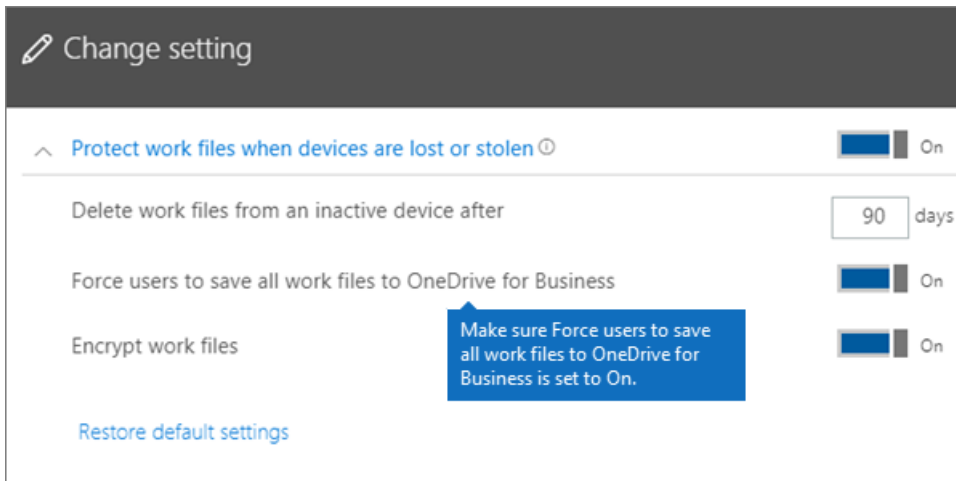 Change setting
Protect work files when devices are lost or stolen On
Delete work files from an inactive device after 90 days
Force users to save all work files to OneDrive for Business On
Make sure Force users to save
all work files to OneDrive for
Business is set to On.
Encrypt work files On
Restore default settings